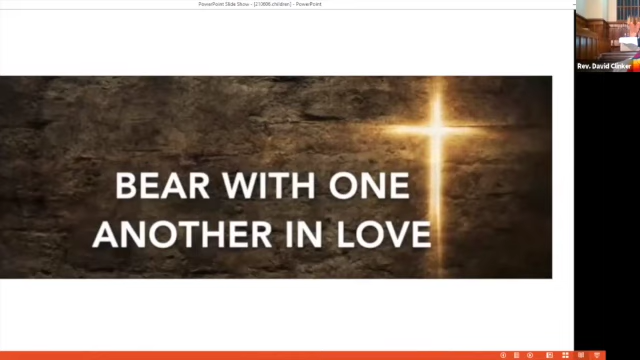 PowerPoint Slide Show - [210808.children] - PowerPoint
Rev. David Clinker
BEAR WITH ONE
ANOTHER IN LOVE